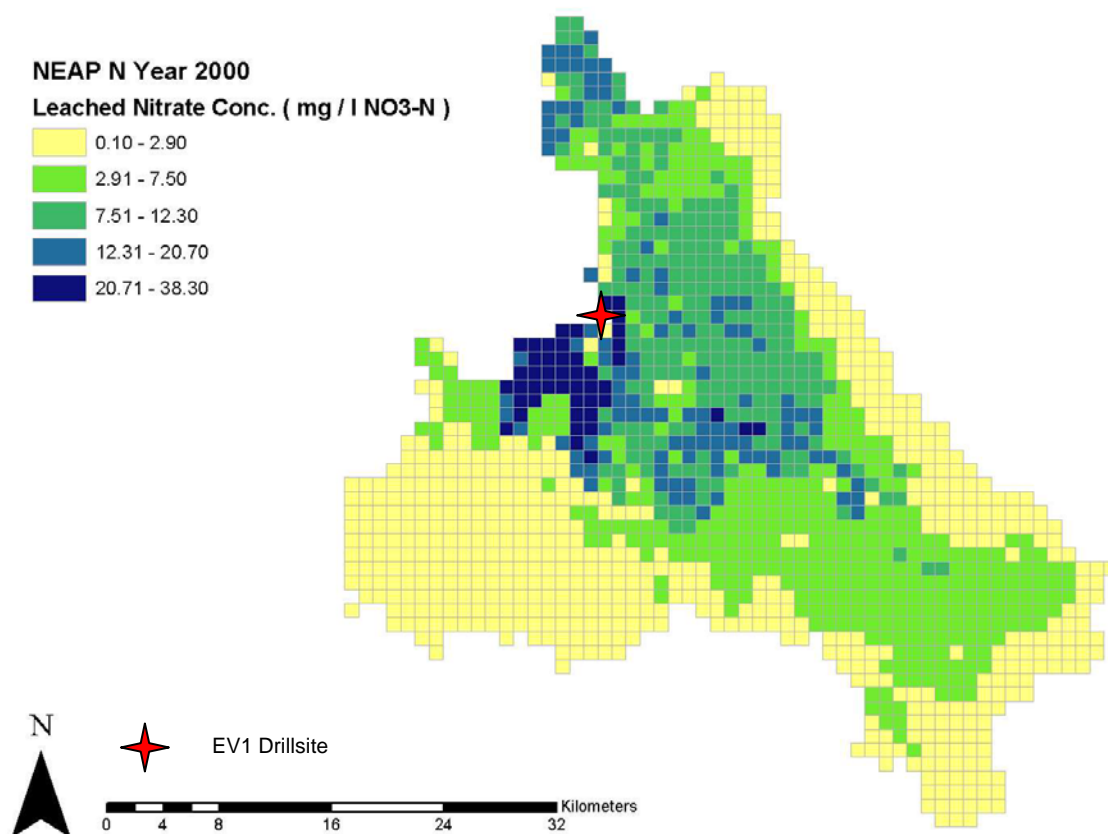 NEAP N Year 2000
Leached Nitrate Conc. ( mg / l NO3-N )
0.10 - 2.90
2.91 - 7.50
7.51 - 12.30
12.31 - 20.70
20.71 - 38.30
N
EV1 Drillsite
Kilometers
0 4 8 16 24 32